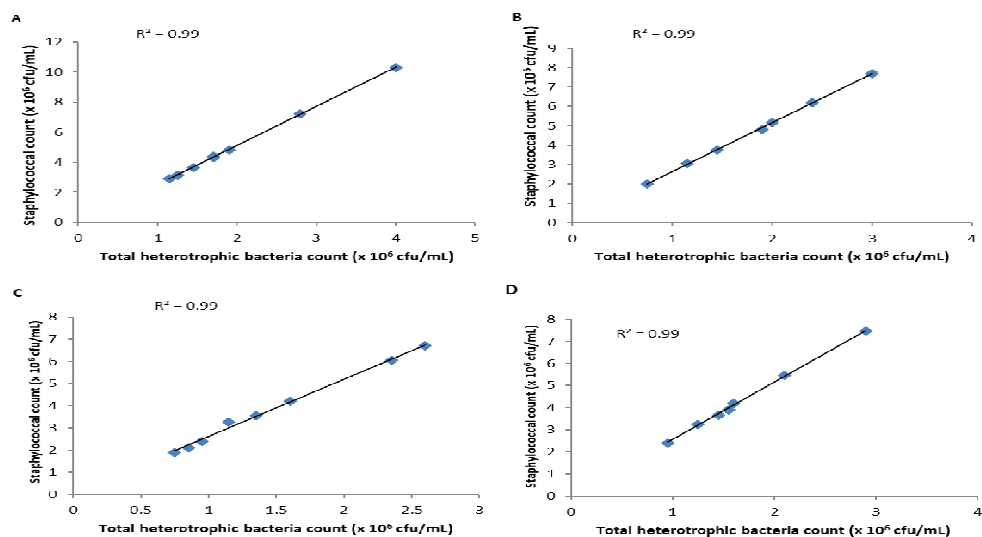 A
R² = 0.99
Staphylococcal count (x 10⁶ cfu/mL)
12
10
8
6
4
2
0
0 1 2 3 4 5
Total heterotrophic bacteria count (x 10⁶ cfu/mL)
B
R² = 0.99
Staphylococcal count (x 10⁶ cfu/mL)
9
8
7
6
5
4
3
2
1
0
0 1 2 3 4
Total heterotrophic bacteria count (x 10⁶ cfu/mL)
C
R² = 0.99
Staphylococcal count (x 10⁶ cfu/mL)
8
7
6
5
4
3
2
1
0
0 0.5 1 1.5 2 2.5 3
Total heterotrophic bacteria count (x 10⁶ cfu/mL)
D
R² = 0.99
Staphylococcal count (x 10⁶ cfu/mL)
8
7
6
5
4
3
2
1
0
0 1 2 3 4
Total heterotrophic bacteria count (x 10⁶ cfu/mL)